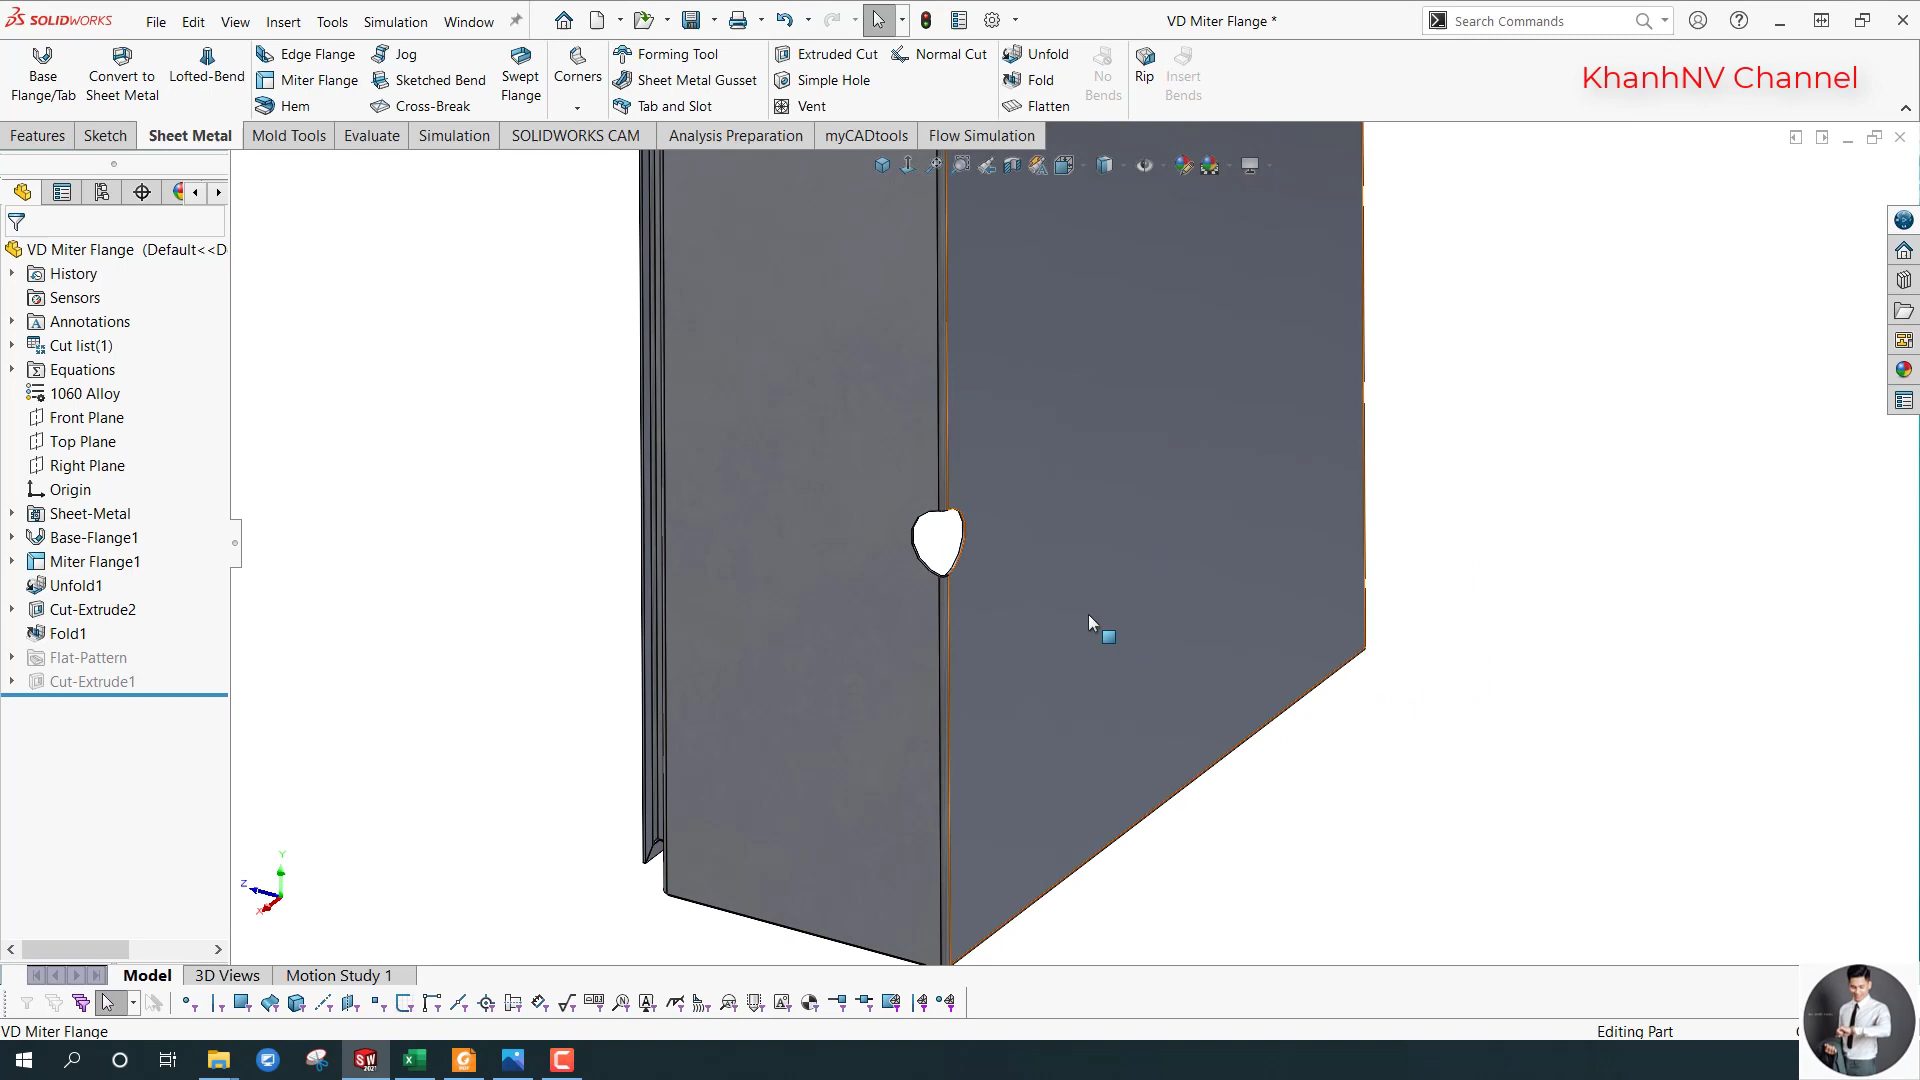 SOLIDWORKS
File Edit View Insert Tools Simulation Window
VD Miter Flange *
Search Commands
Base Flange/Tab
Convert to Sheet Metal
Lofted-Bend
Edge Flange
Miter Flange
Hem
Jog
Sketched Bend
Cross-Break
Swept Flange
Corners
Forming Tool
Sheet Metal Gusset
Tab and Slot
Extruded Cut
Simple Hole
Vent
Normal Cut
Unfold
Fold
Flatten
No Bends
Rip
Insert Bends
KhanhNV Channel
Features Sketch Sheet Metal Mold Tools Evaluate Simulation SOLIDWORKS CAM Analysis Preparation myCADtools Flow Simulation
VD Miter Flange (Default<<D
History
Sensors
Annotations
Cut list(1)
Equations
1060 Alloy
Front Plane
Top Plane
Right Plane
Origin
Sheet-Metal
Base-Flange1
Miter Flange1
Unfold1
Cut-Extrude2
Fold1
Flat-Pattern
Cut-Extrude1
Y
Z
X
Model 3D Views Motion Study 1
VD Miter Flange
Editing Part